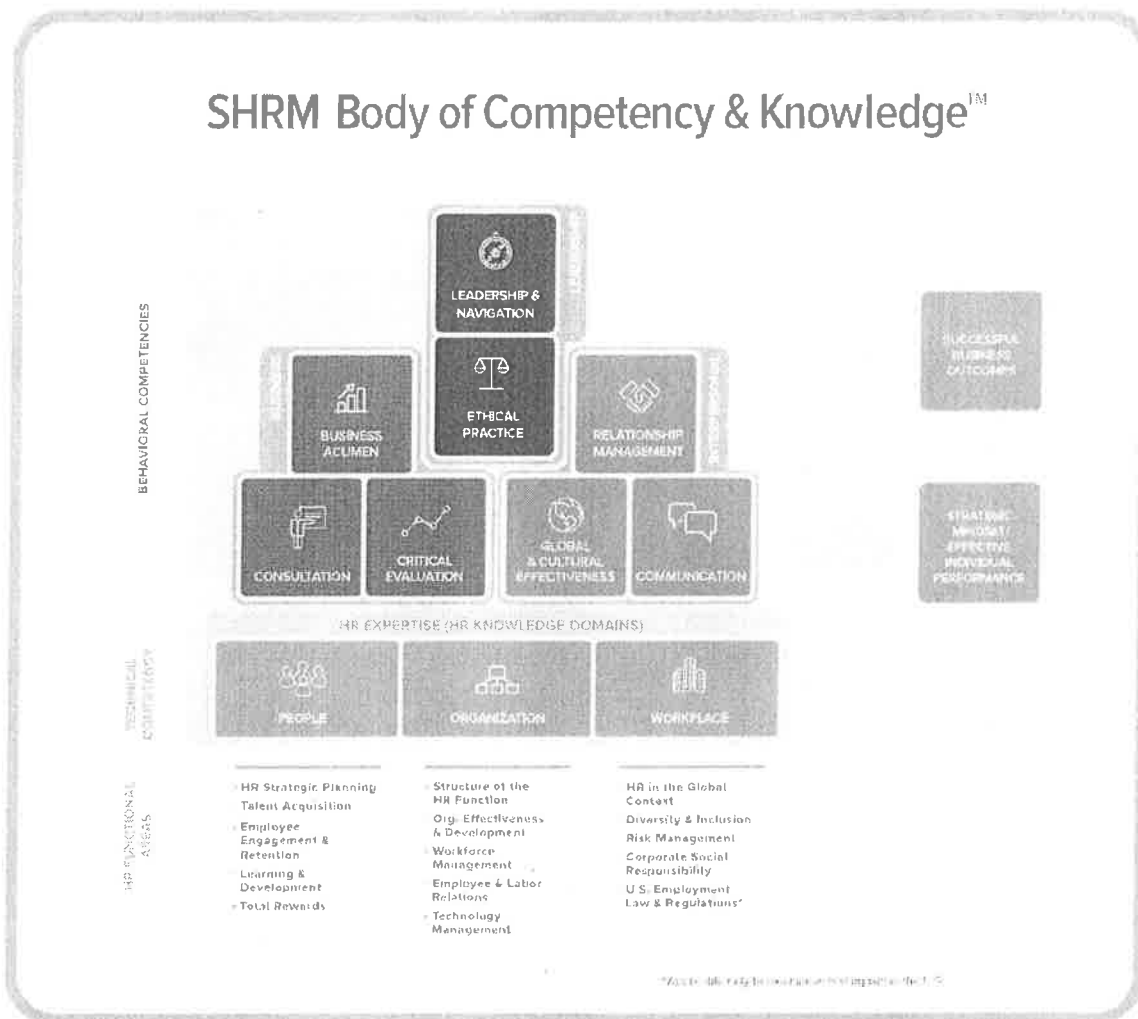 SHRM Body of Competency & Knowledge™
BEHAVIORAL COMPETENCIES
LEADERSHIP &
NAVIGATION
ETHICAL
PRACTICE
BUSINESS
ACUMEN
RELATIONSHIP
MANAGEMENT
CONSULTATION
CRITICAL
EVALUATION
GLOBAL
& CULTURAL
EFFECTIVENESS
COMMUNICATION
SUCCESSFUL
BUSINESS
OUTCOMES
STRATEGIC
MINDSET/
EFFECTIVE
INDIVIDUAL
PERFORMANCE
HR EXPERTISE (HR KNOWLEDGE DOMAINS)
TECHNICAL
COMPETENCY
PEOPLE
ORGANIZATION
WORKPLACE
HR FUNCTIONAL
AREAS
HR Strategic Planning
Talent Acquisition
Employee
Engagement &
Retention
Learning &
Development
Total Rewards
Structure of the
HR Function
Org. Effectiveness
& Development
Workforce
Management
Employee & Labor
Relations
Technology
Management
HR in the Global
Context
Diversity & Inclusion
Risk Management
Corporate Social
Responsibility
U.S. Employment
Law & Regulations*